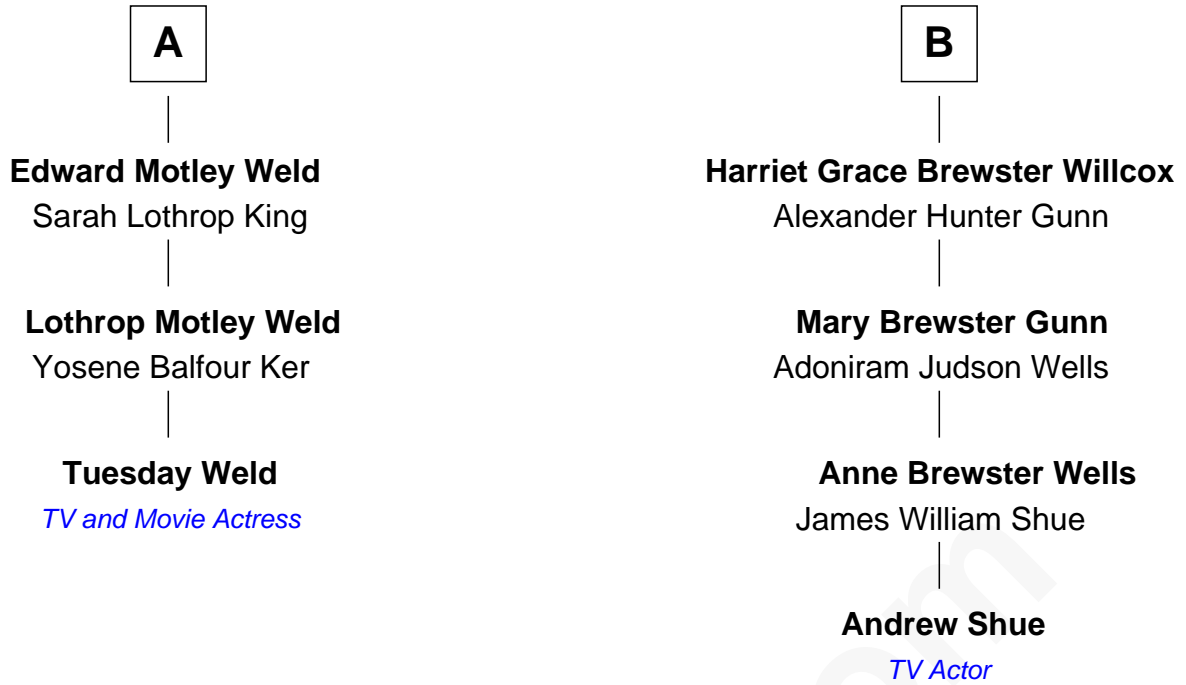 A
Edward Motley Weld
Sarah Lothrop King
Lothrop Motley Weld
Yosene Balfour Ker
Tuesday Weld
TV and Movie Actress
B
Harriet Grace Brewster Willcox
Alexander Hunter Gunn
Mary Brewster Gunn
Adoniram Judson Wells
Anne Brewster Wells
James William Shue
Andrew Shue
TV Actor
om